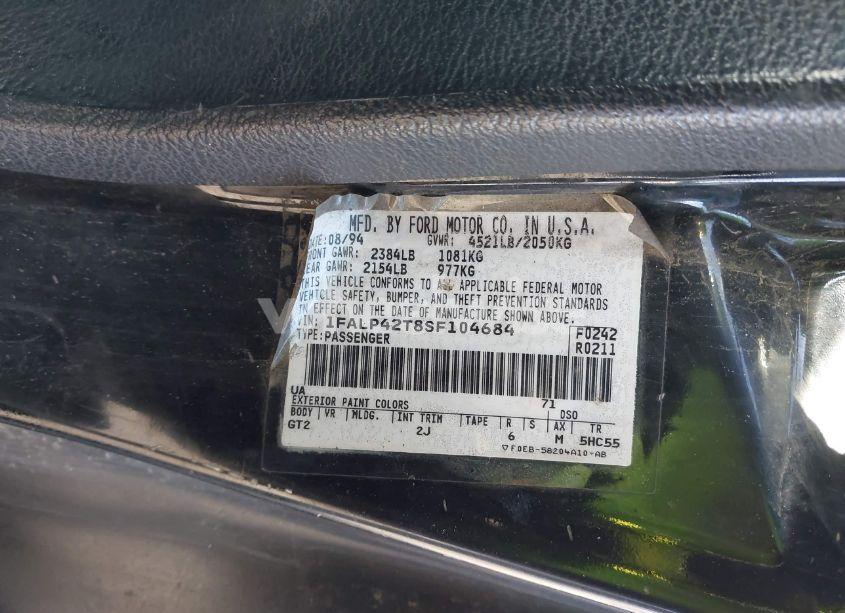 MFD. BY FORD MOTOR CO. IN U.S.A.
DATE: 08/94 GVWR: 4521LB/2050KG
FRONT GAWR: 2384LB 1081KG
REAR GAWR: 2154LB 977KG
THIS VEHICLE CONFORMS TO ALL APPLICABLE FEDERAL MOTOR
VEHICLE SAFETY, BUMPER, AND THEFT PREVENTION STANDARDS
IN EFFECT ON THE DATE OF MANUFACTURE SHOWN ABOVE.
VIN: 1FALP42T8SF104684 F0242
TYPE: PASSENGER R0211
UA 71
EXTERIOR PAINT COLORS DSO
BODY VR MLDG. INT TRIM TAPE R S AX TR
GT2 2J 6 M 5HC55
▽F0EB-58204A10-AB